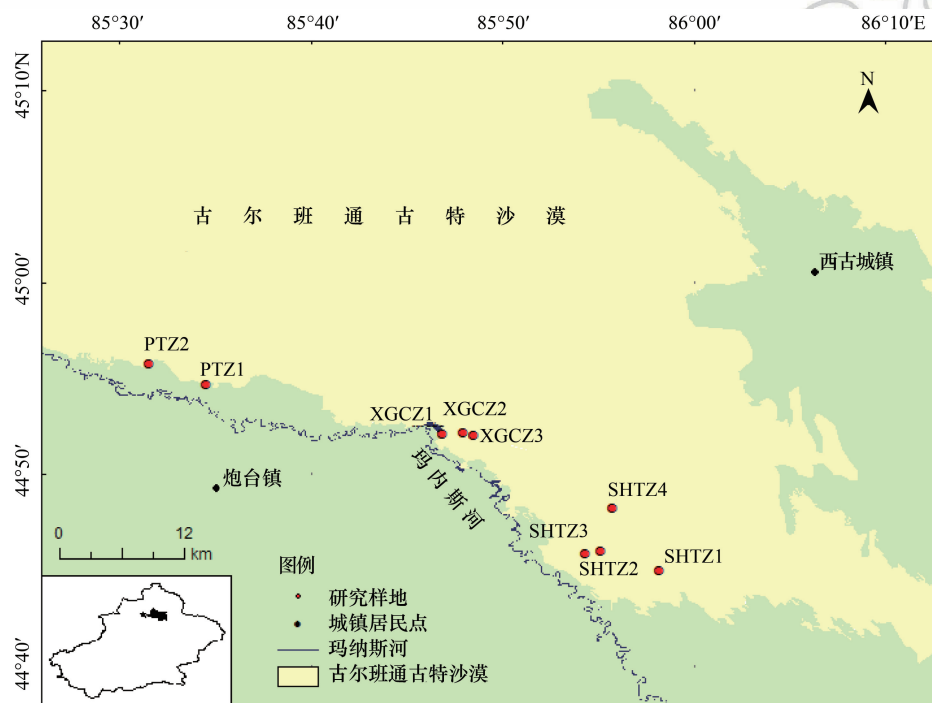 85°30′ 85°40′ 85°50′ 86°00′ 86°10′E
45°10′N
N
古尔班通古特沙漠
45°00′
西古城镇
PTZ2
PTZ1
XGCZ1 XGCZ2
XGCZ3
44°50′
玛内斯河
炮台镇
SHTZ4
SHTZ3
SHTZ2 SHTZ1
0 12
km
图例
研究样地
城镇居民点
玛纳斯河
古尔班通古特沙漠
44°40′